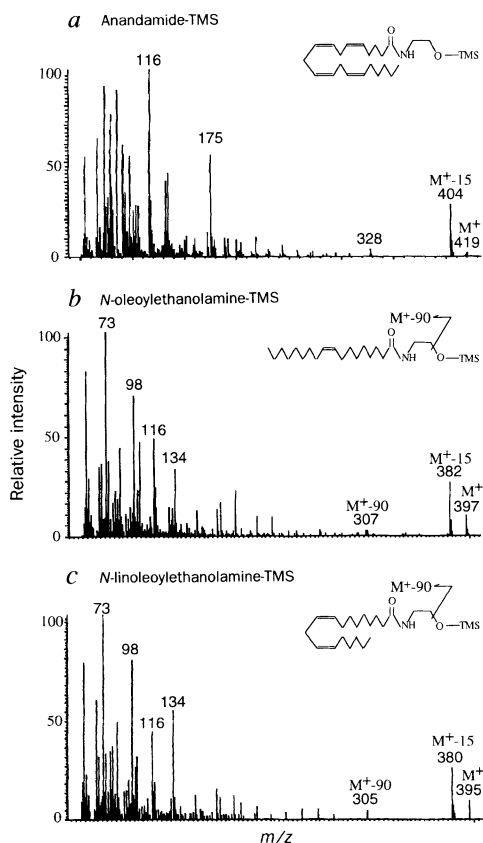 a Anandamide-TMS
O
NH
O—TMS
116
100
175
50
M+-15
404
M+
419
328
0
b N-oleoylethanolamine-TMS
M+-90
O
NH
O—TMS
73
100
98
116
134
50
M+-15
382
M+
397
M+-90
307
0
Relative intensity
c N-linoleoylethanolamine-TMS
M+-90
O
NH
O—TMS
73
100
98
134
116
50
M+-15
380
M+
395
M+-90
305
0
m/z